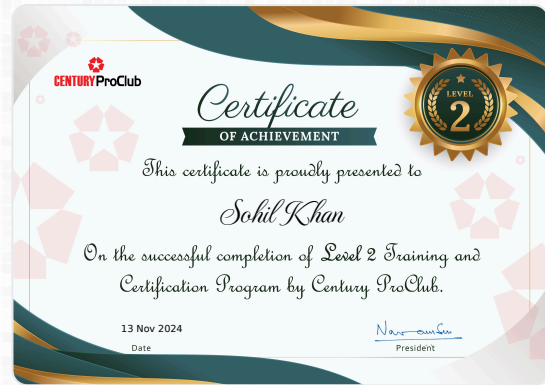 CENTURY ProClub
Certificate
OF ACHIEVEMENT
LEVEL
2
This certificate is proudly presented to
Sohil Khan
On the successful completion of Level 2 Training and
Certification Program by Century ProClub.
13 Nov 2024
Date
President